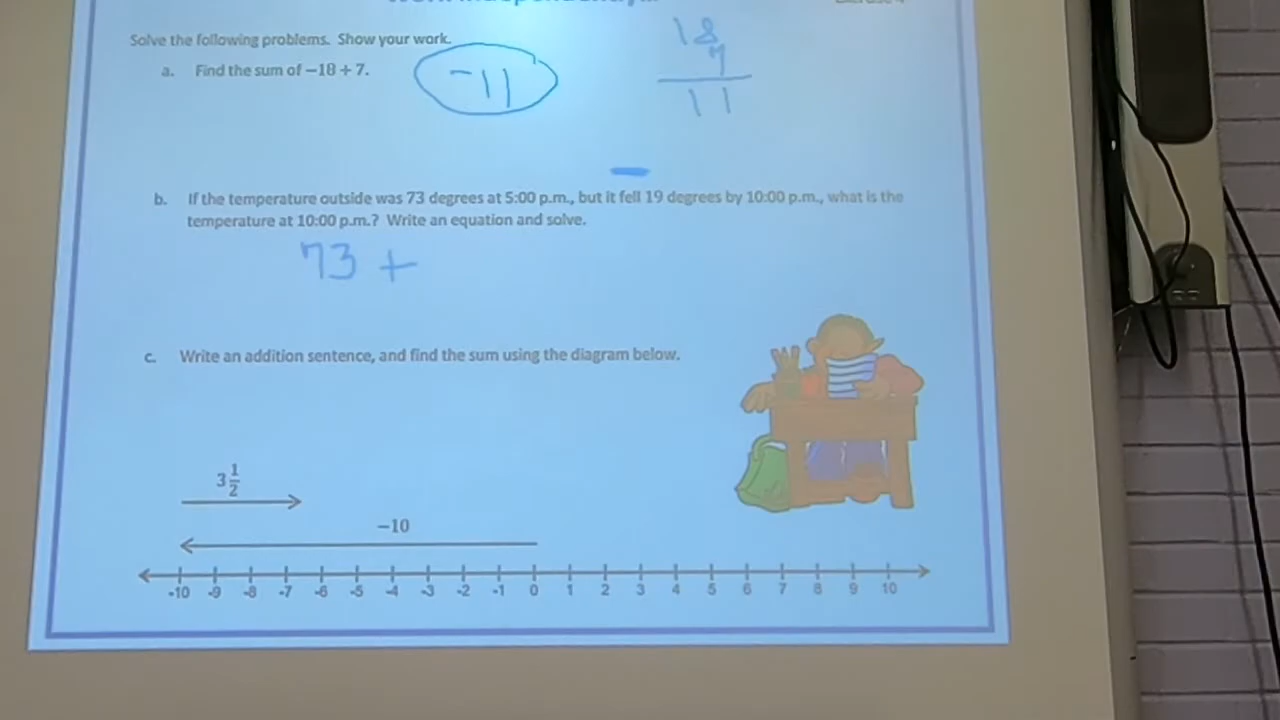 Solve the following problems. Show your work.
18
a. Find the sum of −18 + 7.
-11
7
11
b. If the temperature outside was 73 degrees at 5:00 p.m., but it fell 19 degrees by 10:00 p.m., what is the
temperature at 10:00 p.m.? Write an equation and solve.
73 +
c. Write an addition sentence, and find the sum using the diagram below.
3 1/2
−10
-10 -9 -8 -7 -6 -5 -4 -3 -2 -1 0 1 2 3 4 5 6 7 8 9 10